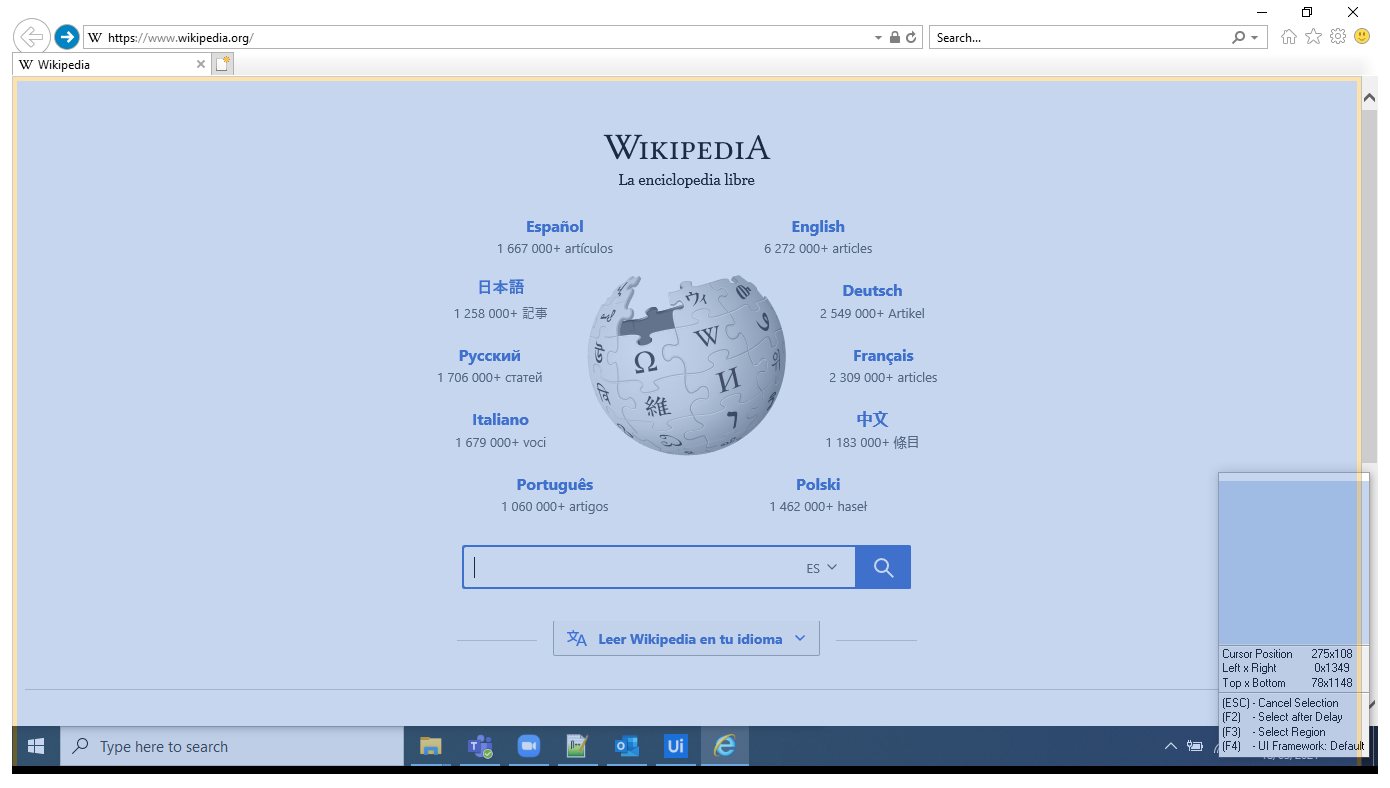 https://www.wikipedia.org/
Search...
Wikipedia
WIKIPEDIA
La enciclopedia libre
Español
1 667 000+ artículos
English
6 272 000+ articles
日本語
1 258 000+ 記事
Deutsch
2 549 000+ Artikel
Русский
1 706 000+ статей
Français
2 309 000+ articles
Italiano
1 679 000+ voci
中文
1 183 000+ 條目
Português
1 060 000+ artigos
Polski
1 462 000+ haseł
Ω
W
И
維
ES
Leer Wikipedia en tu idioma
Cursor Position 275x108
Left x Right 0x1349
Top x Bottom 78x1148
(ESC) - Cancel Selection
(F2) - Select after Delay
(F3) - Select Region
(F4) - UI Framework: Default
Type here to search
Ui